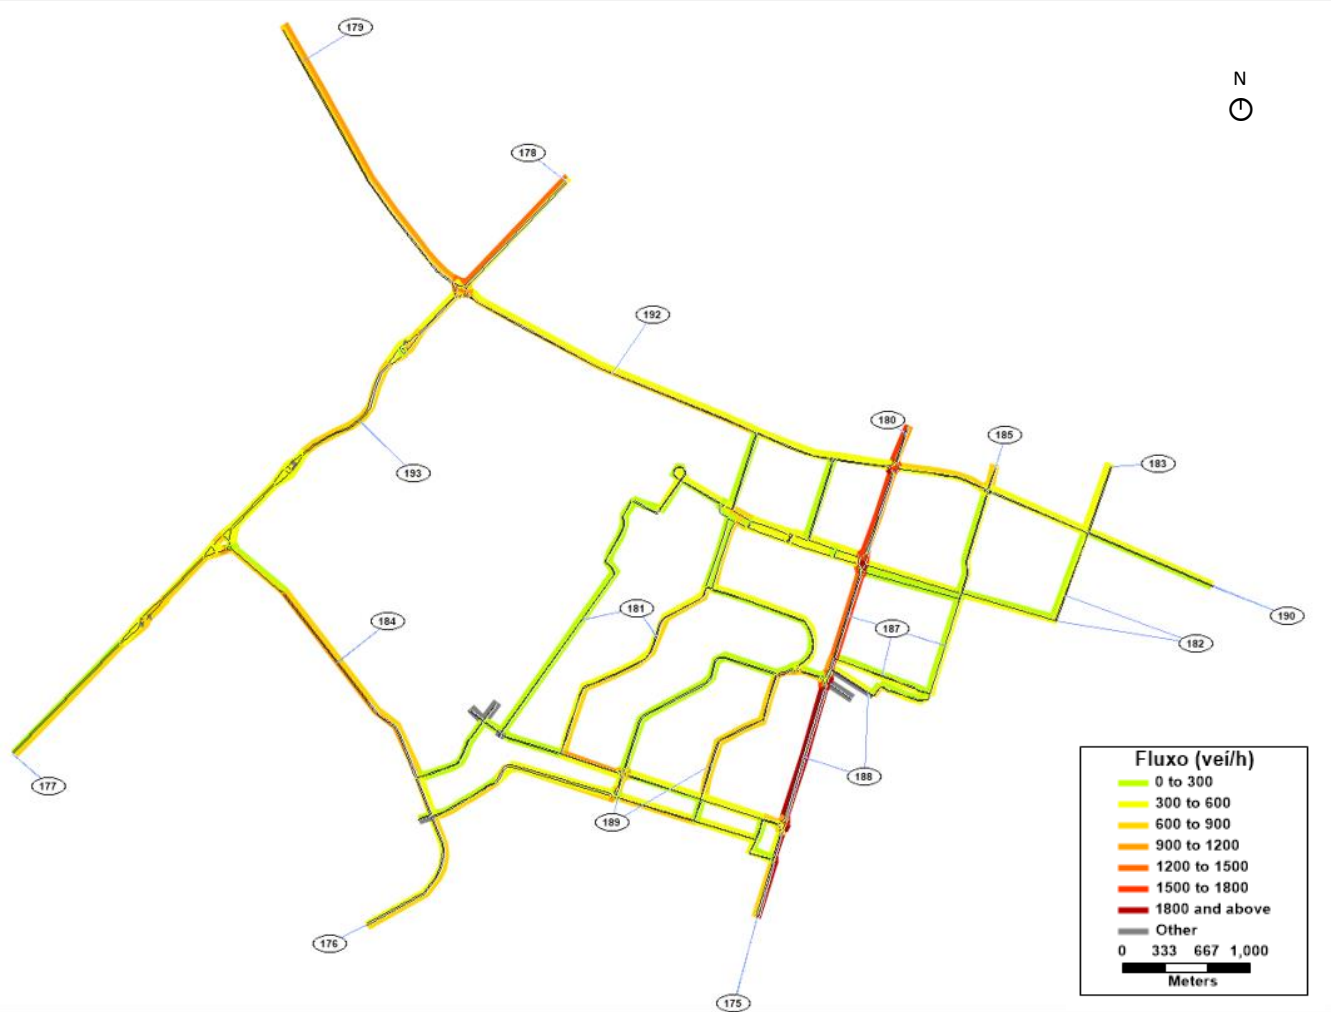 179
N
178
192
180
185
183
193
181
190
184
187
182
177
188
189
176
175
Fluxo (veí/h)
0 to 300
300 to 600
600 to 900
900 to 1200
1200 to 1500
1500 to 1800
1800 and above
Other
0 333 667 1,000
Meters